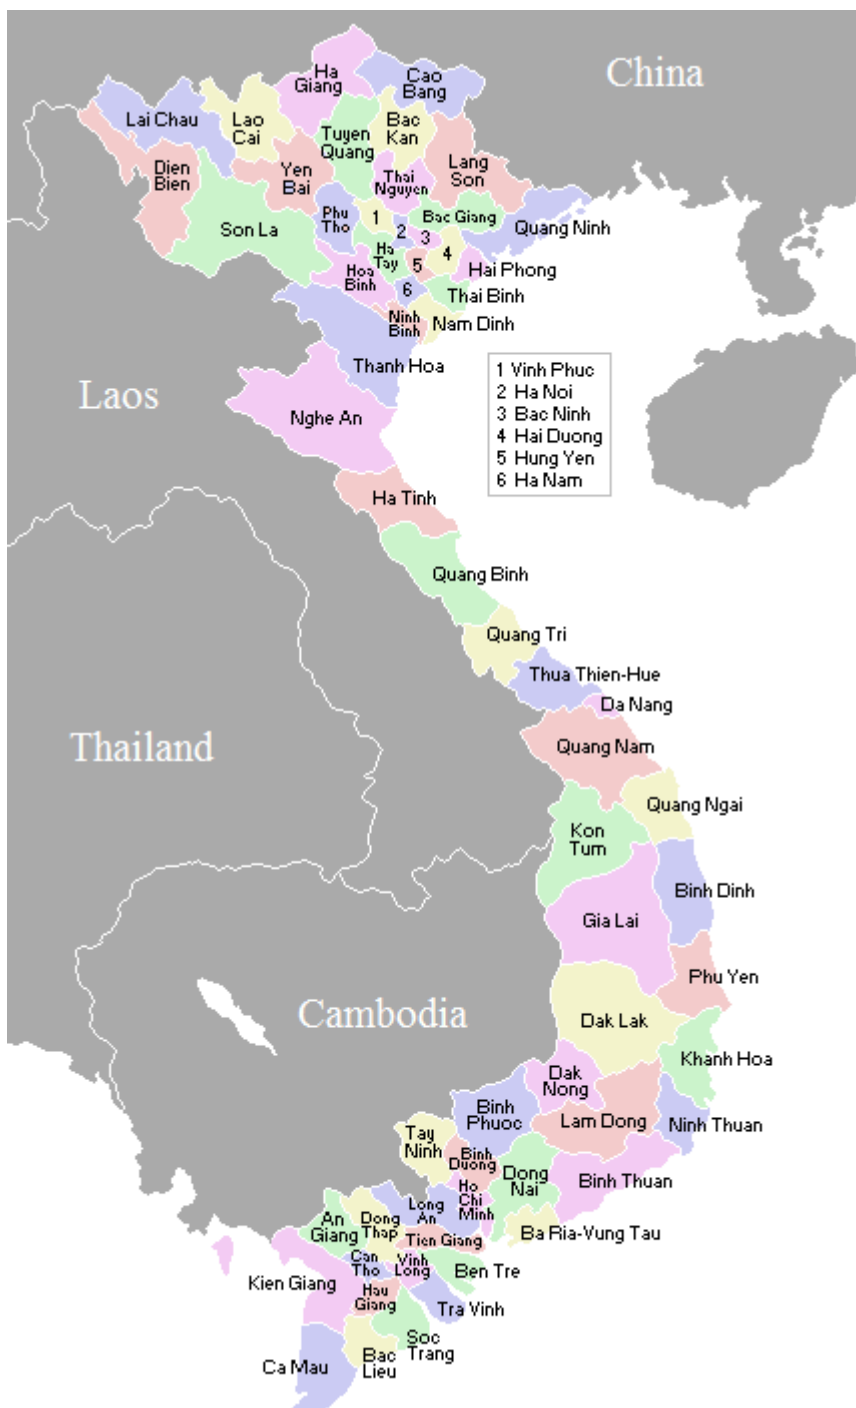 China
Ha
Giang
Cao
Bang
Lai Chau
Lao
Cai
Tuyen
Quang
Bac
Kan
Dien
Bien
Yen
Bai
Thai
Nguyen
Lang
Son
Son La
Phu
Tho
1
Bac Giang
Quang Ninh
2
3
Ha
Tay
4
5
Hoa
Binh
Hai Phong
6
Thai Binh
Ninh
Binh
Nam Dinh
Thanh Hoa
1 Vinh Phuc
2 Ha Noi
3 Bac Ninh
4 Hai Duong
5 Hung Yen
6 Ha Nam
Laos
Nghe An
Ha Tinh
Quang Binh
Quang Tri
Thua Thien-Hue
Da Nang
Thailand
Quang Nam
Quang Ngai
Kon
Tum
Binh Dinh
Gia Lai
Phu Yen
Cambodia
Dak Lak
Khanh Hoa
Dak
Nong
Binh
Phuoc
Lam Dong
Ninh Thuan
Tay
Ninh
Binh
Duong
Dong
Nai
Binh Thuan
Ho
Chi
Minh
Long
An
An
Giang
Dong
Thap
Tien Giang
Ba Ria-Vung Tau
Can
Tho
Vinh
Long
Ben Tre
Kien Giang
Hau
Giang
Tra Vinh
Soc
Trang
Ca Mau
Bac
Lieu